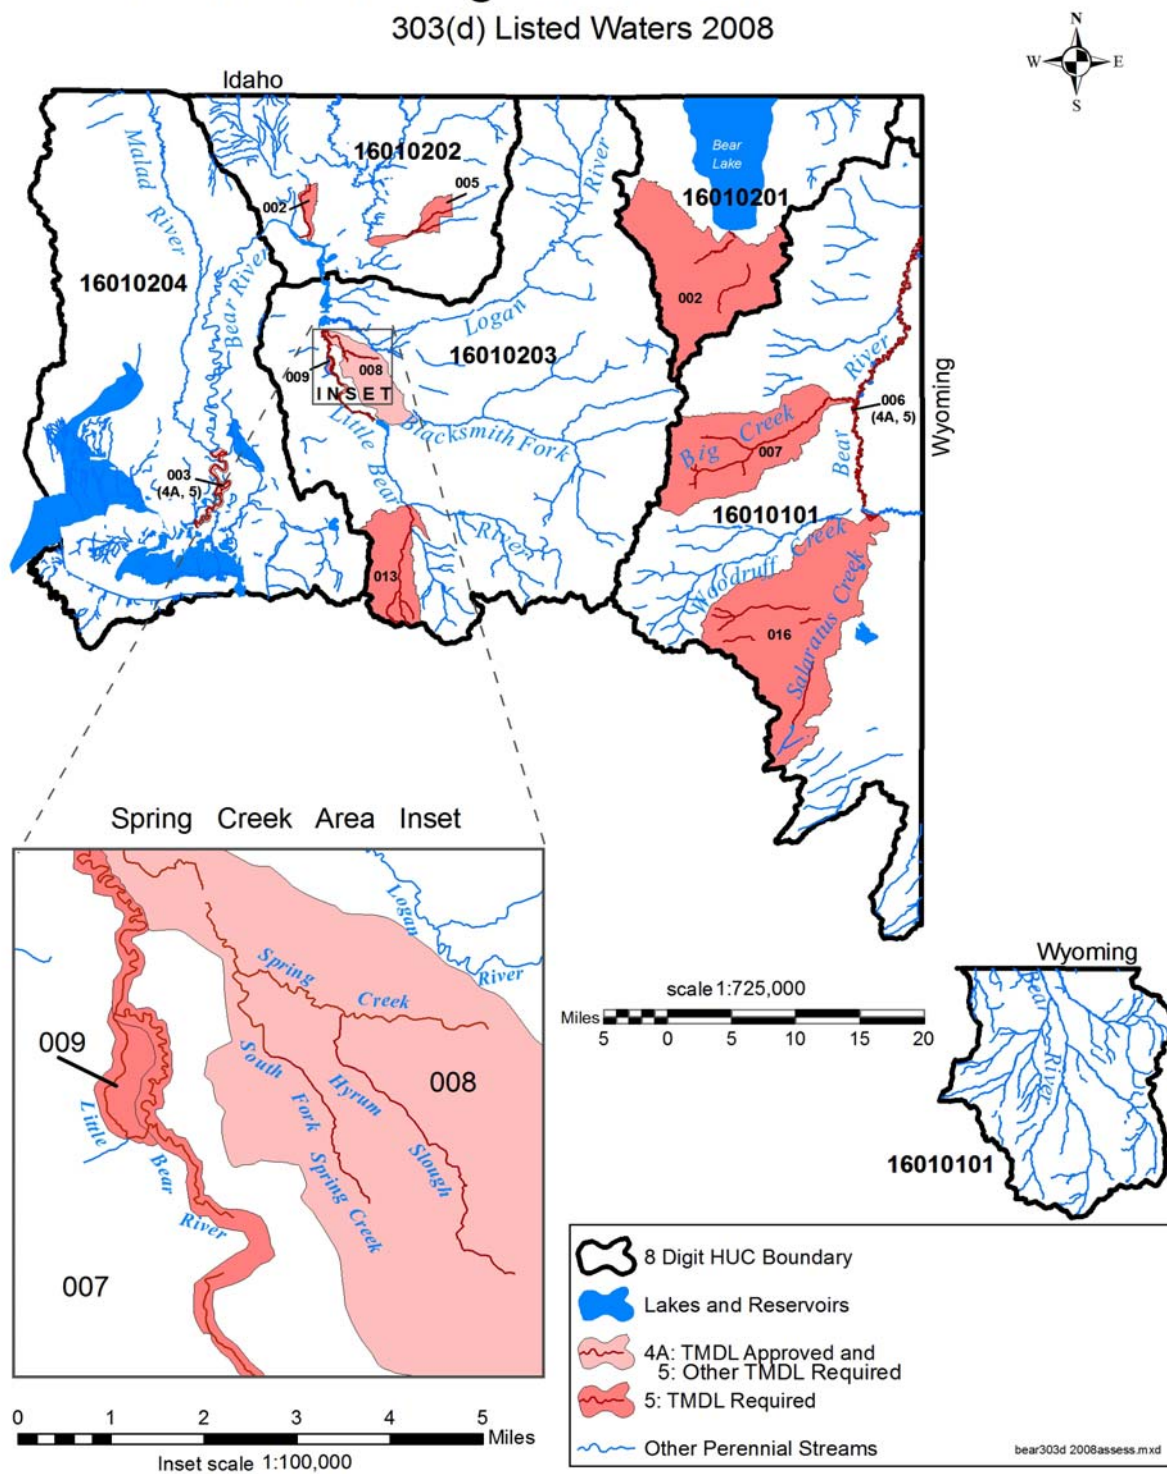 303(d) Listed Waters 2008
N
W
E
S
Idaho
Malad
River
16010202
002
005
River
Bear
Lake
16010201
16010204
Bear River
002
Logan
16010203
River
Wyoming
009
008
INSET
006
(4A, 5)
Little
Bear
Blacksmith Fork
Big Creek
007
Bear
003
(4A, 5)
16010101
River
013
Woodruff Creek
016
Salaratus Creek
Spring Creek Area Inset
Logan
River
Spring
Creek
009
South
Fork
Spring Creek
Hyrum
Slough
008
Little
Bear
River
007
0 1 2 3 4 5
Miles
Inset scale 1:100,000
scale 1:725,000
Miles
5 0 5 10 15 20
Wyoming
Bear
River
16010101
8 Digit HUC Boundary
Lakes and Reservoirs
4A: TMDL Approved and
5: Other TMDL Required
5: TMDL Required
Other Perennial Streams
bear303d 2008assess.mxd